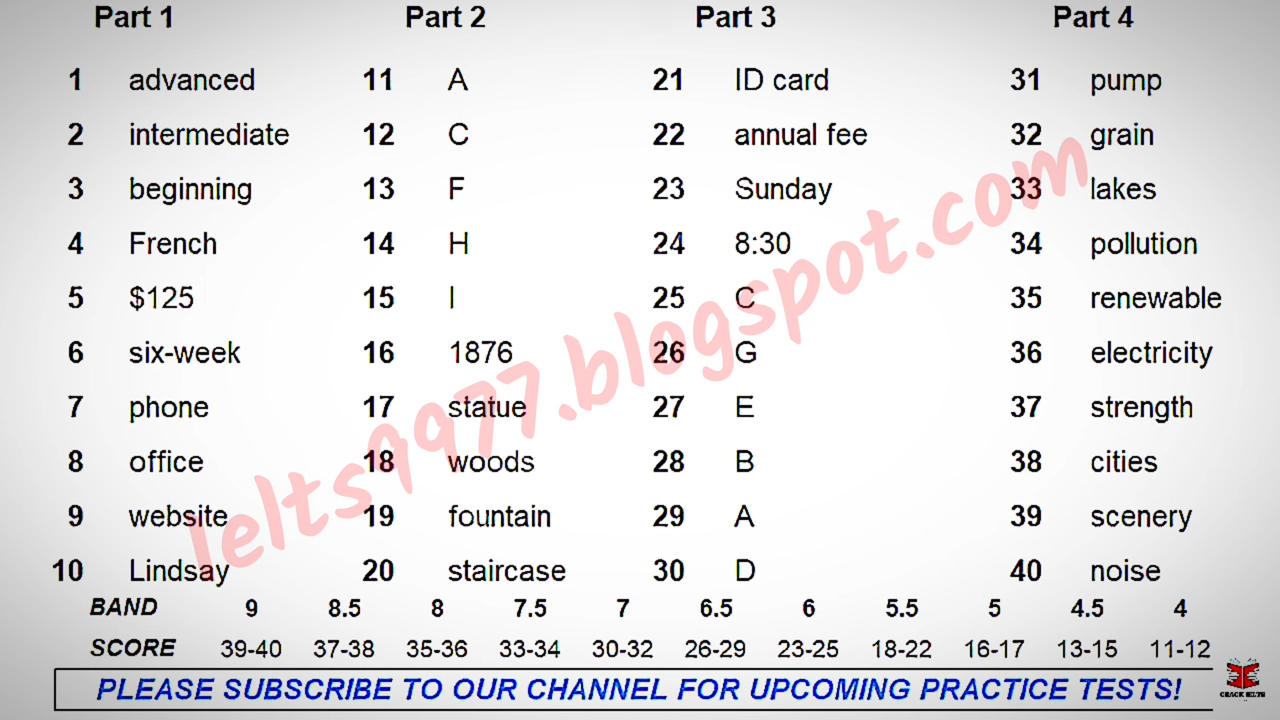 Part 1 Part 2 Part 3 Part 4
1 advanced 11 A 21 ID card 31 pump
2 intermediate 12 C 22 annual fee 32 grain
3 beginning 13 F 23 Sunday 33 lakes
4 French 14 H 24 8:30 34 pollution
5 $125 15 I 25 C 35 renewable
6 six-week 16 1876 26 G 36 electricity
7 phone 17 statue 27 E 37 strength
8 office 18 woods 28 B 38 cities
9 website 19 fountain 29 A 39 scenery
10 Lindsay 20 staircase 30 D 40 noise
Ielts9977.blogspot.com
BAND 9 8.5 8 7.5 7 6.5 6 5.5 5 4.5 4
SCORE 39-40 37-38 35-36 33-34 30-32 26-29 23-25 18-22 16-17 13-15 11-12
PLEASE SUBSCRIBE TO OUR CHANNEL FOR UPCOMING PRACTICE TESTS!
CRACK IELTS